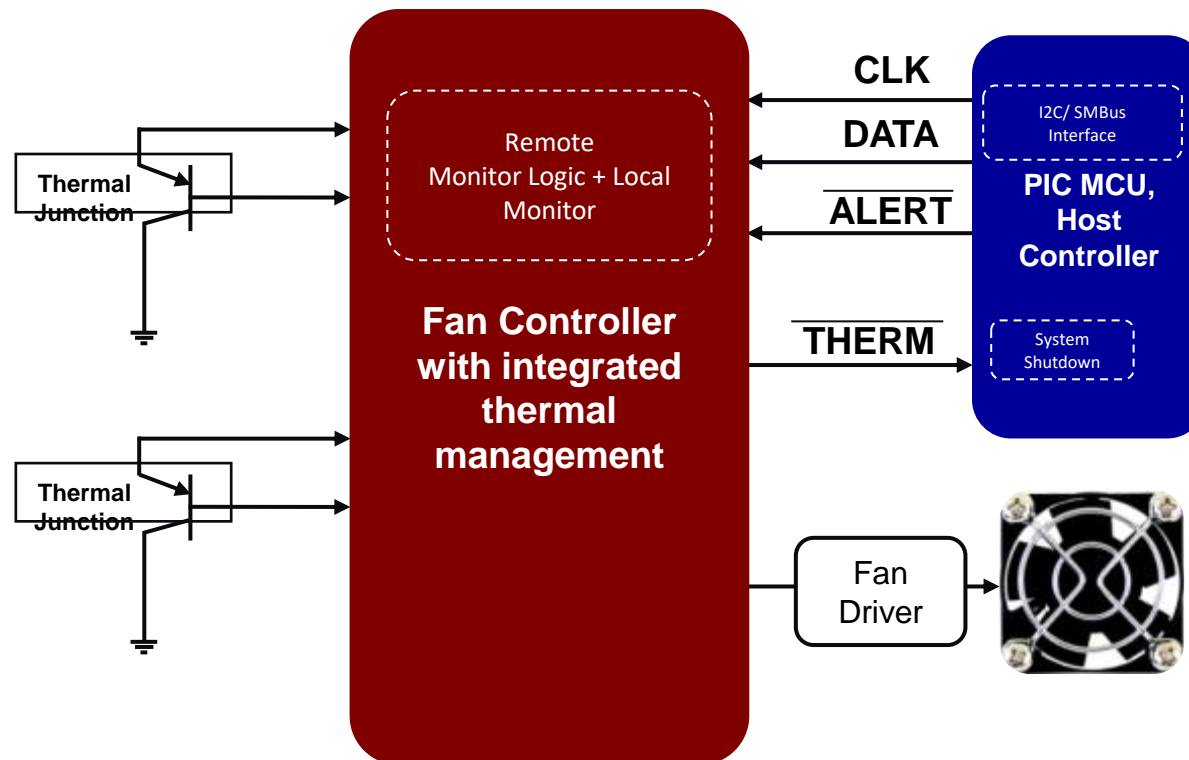 CLK
DATA
ALERT
THERM
I2C/ SMBus
Interface
PIC MCU,
Host
Controller
System
Shutdown
Remote
Monitor Logic + Local
Monitor
Fan Controller
with integrated
thermal
management
Thermal
Junction
Thermal
Junction
Fan
Driver